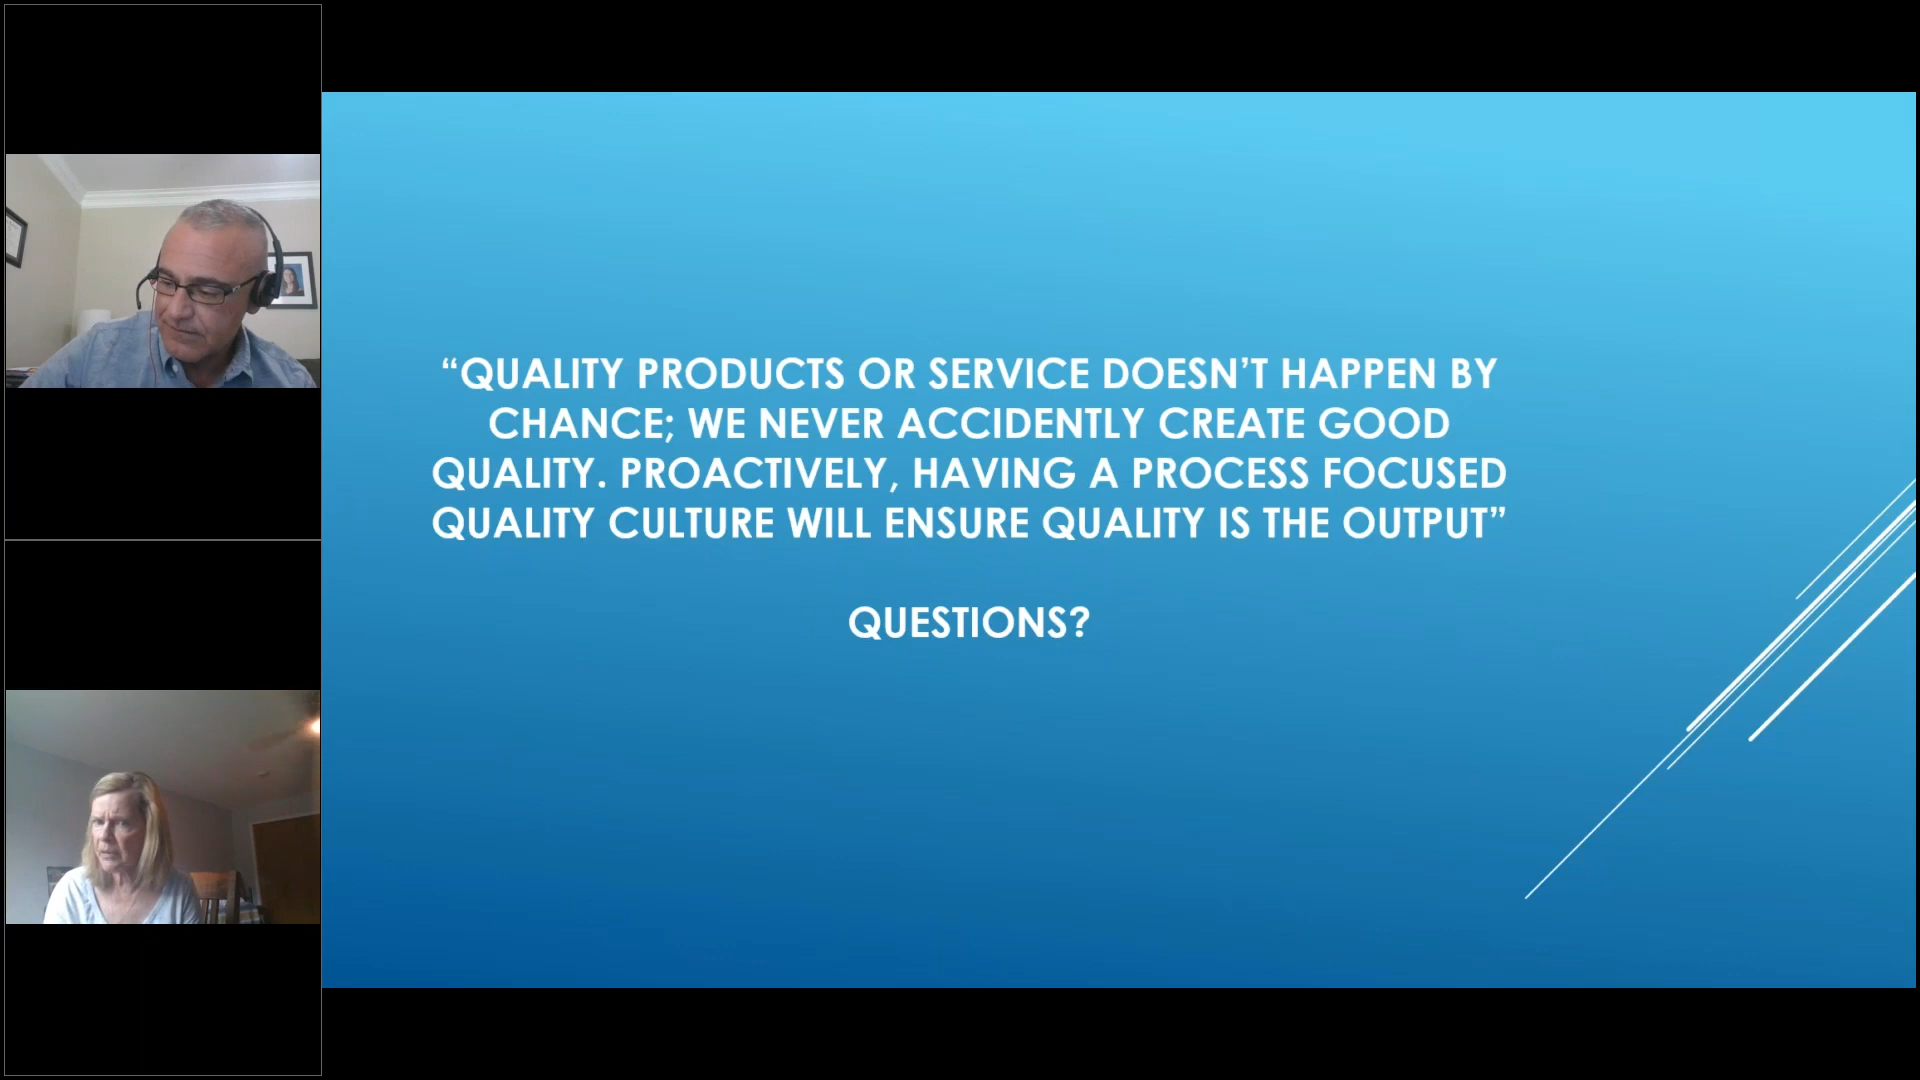 “QUALITY PRODUCTS OR SERVICE DOESN’T HAPPEN BY
CHANCE; WE NEVER ACCIDENTLY CREATE GOOD
QUALITY. PROACTIVELY, HAVING A PROCESS FOCUSED
QUALITY CULTURE WILL ENSURE QUALITY IS THE OUTPUT”
QUESTIONS?